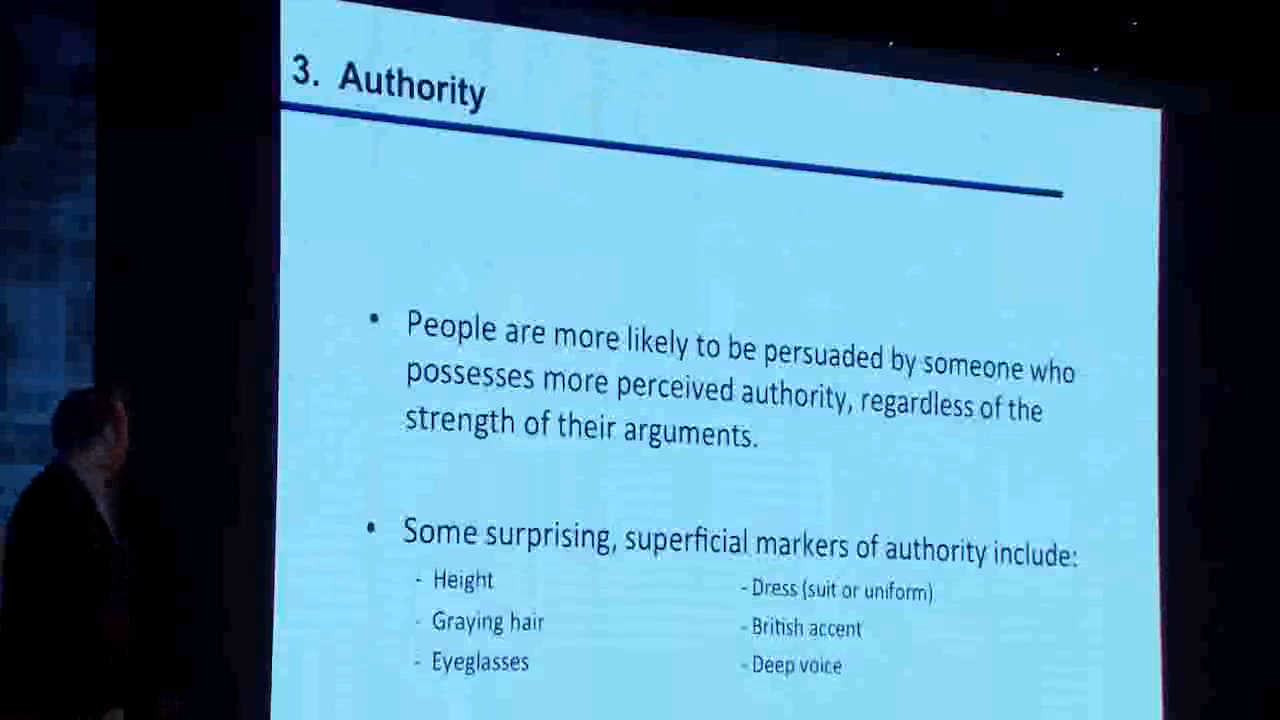 3. Authority
• People are more likely to be persuaded by someone who
possesses more perceived authority, regardless of the
strength of their arguments.
• Some surprising, superficial markers of authority include:
- Height
- Graying hair
- Eyeglasses
- Dress (suit or uniform)
- British accent
- Deep voice